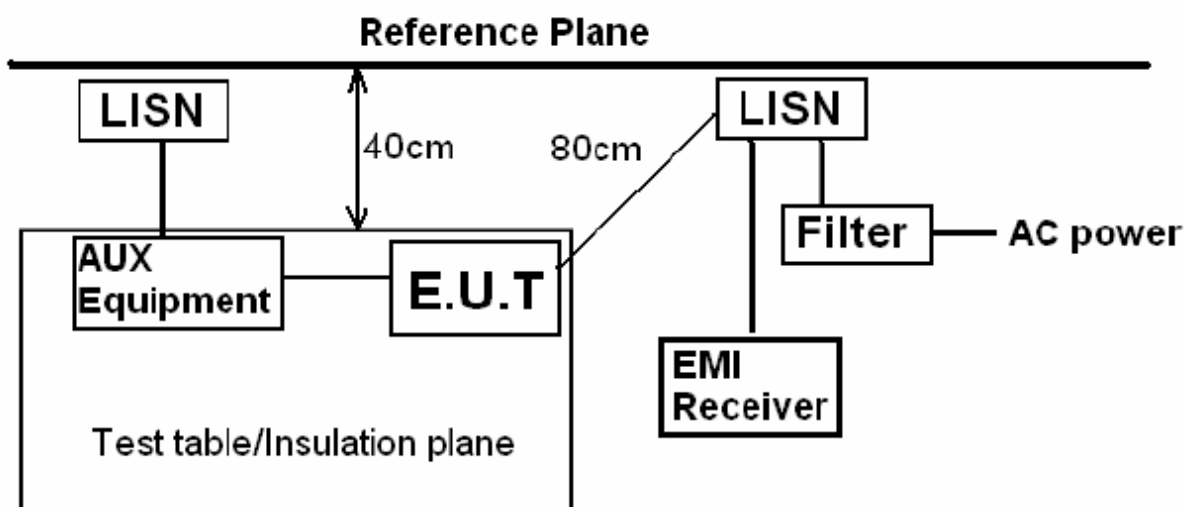 Reference Plane
LISN
40cm
80cm
LISN
Filter
AC power
AUX
Equipment
E.U.T
EMI
Receiver
Test table/Insulation plane